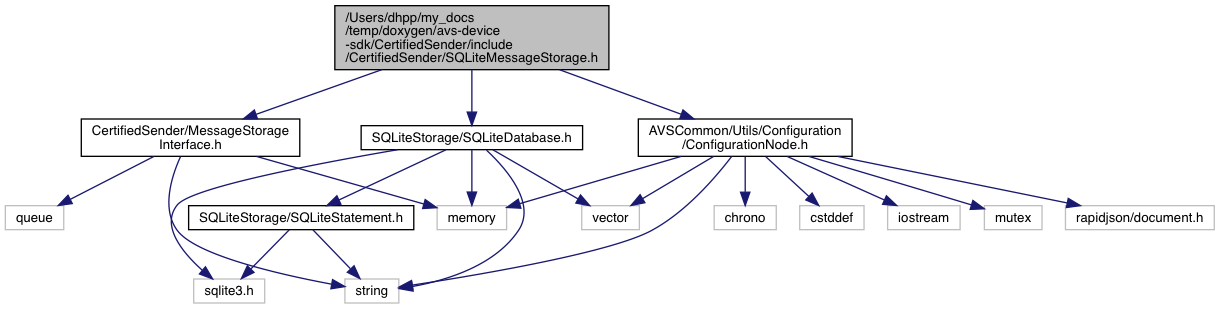 /Users/dhpp/my_docs
/temp/doxygen/avs-device
-sdk/CertifiedSender/include
/CertifiedSender/SQLiteMessageStorage.h
CertifiedSender/MessageStorage
Interface.h
SQLiteStorage/SQLiteDatabase.h
AVSCommon/Utils/Configuration
/ConfigurationNode.h
queue
SQLiteStorage/SQLiteStatement.h
memory
vector
chrono
cstddef
iostream
mutex
rapidjson/document.h
sqlite3.h
string